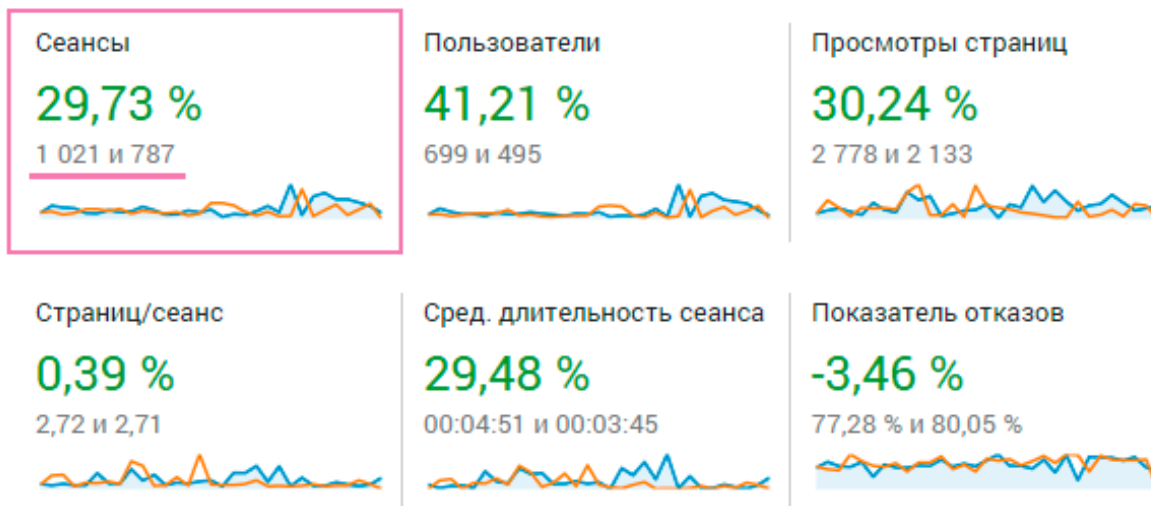 Сеансы
29,73 %
1 021 и 787
Пользователи
41,21 %
699 и 495
Просмотры страниц
30,24 %
2 778 и 2 133
Страниц/сеанс
0,39 %
2,72 и 2,71
Сред. длительность сеанса
29,48 %
00:04:51 и 00:03:45
Показатель отказов
-3,46 %
77,28 % и 80,05 %